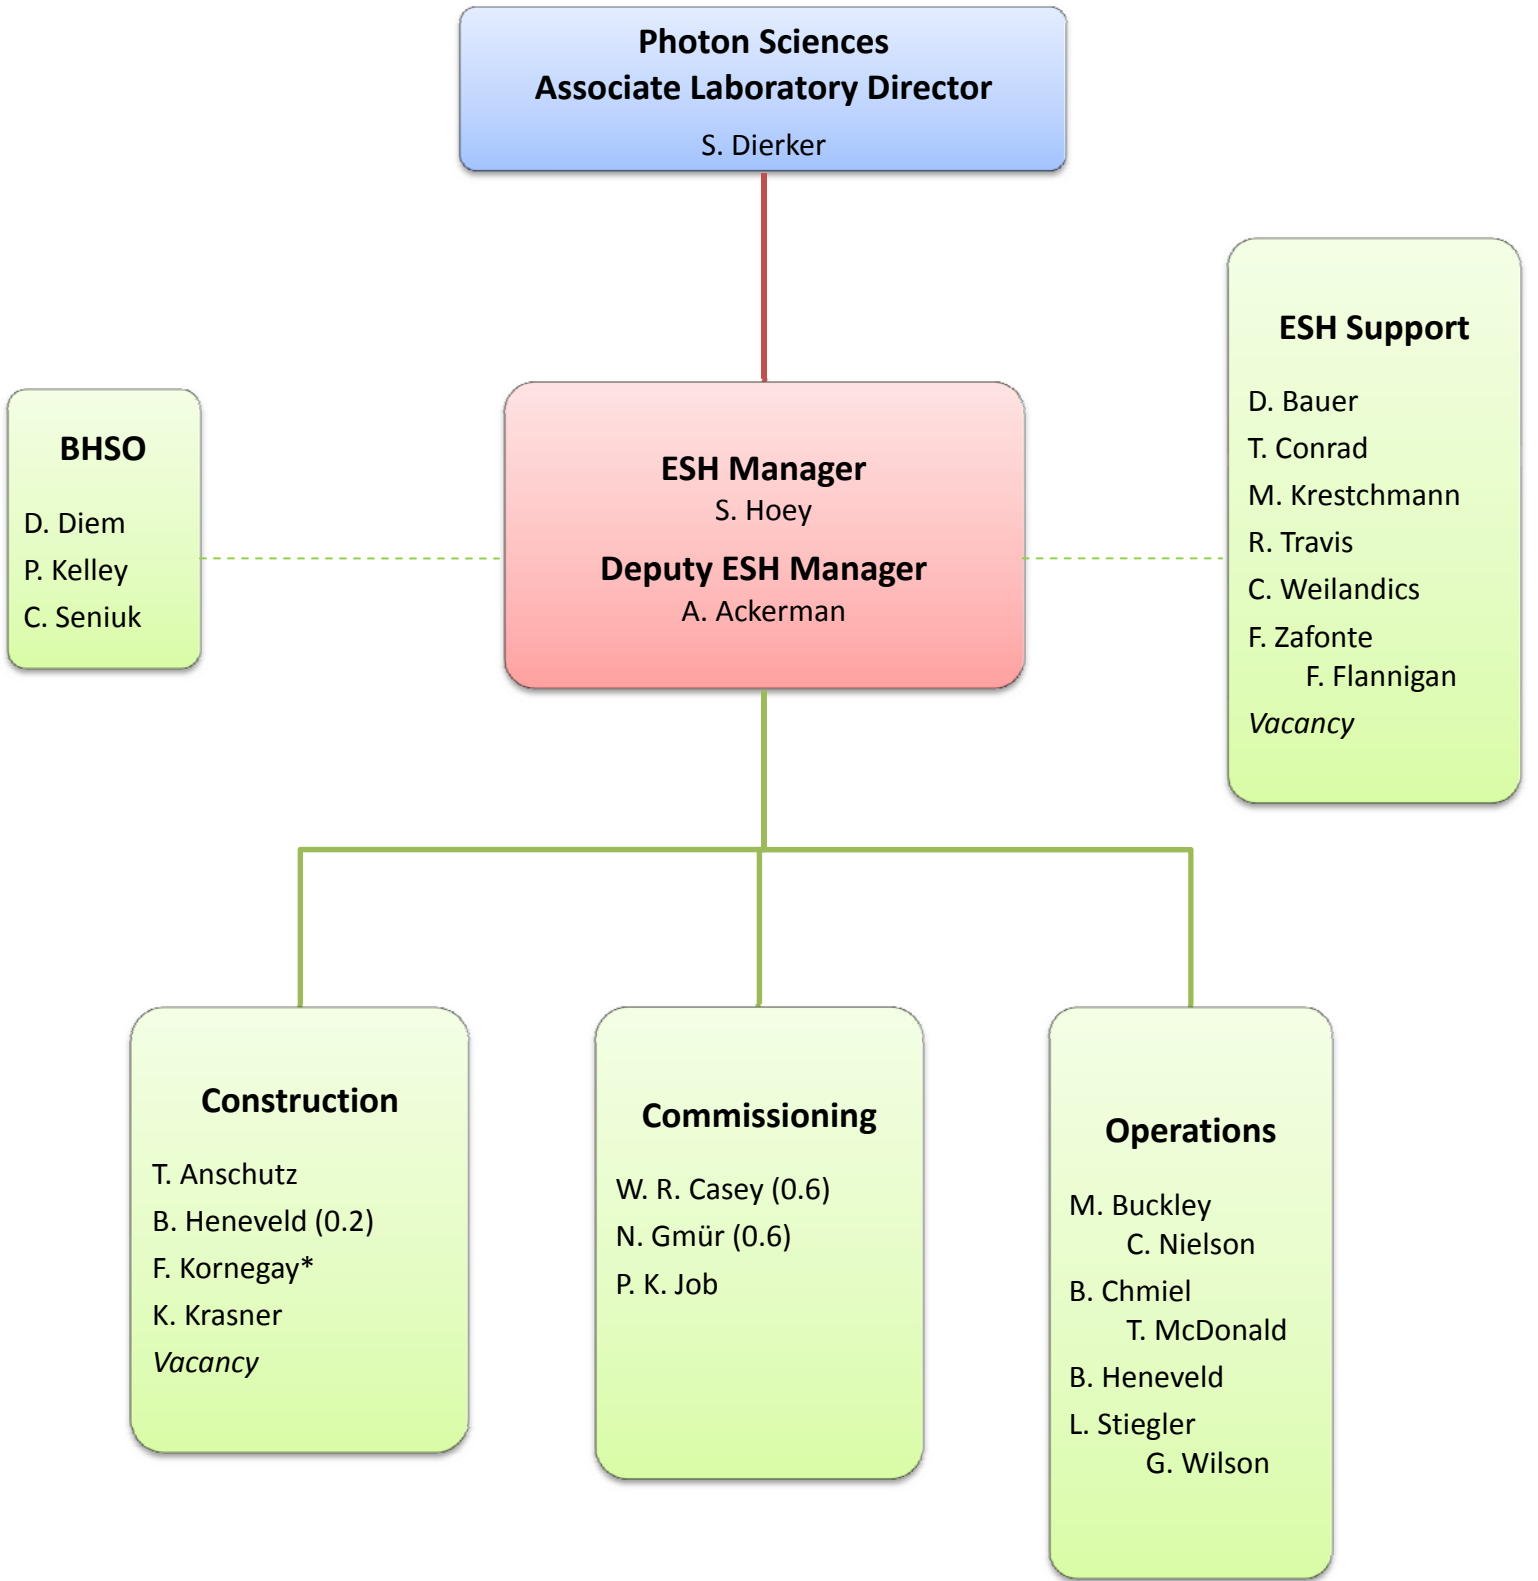 Photon Sciences
Associate Laboratory Director
S. Dierker
BHSO
D. Diem
P. Kelley
C. Seniuk
ESH Manager
S. Hoey
Deputy ESH Manager
A. Ackerman
ESH Support
D. Bauer
T. Conrad
M. Krestchmann
R. Travis
C. Weilandics
F. Zafonte
F. Flannigan
Vacancy
Construction
T. Anschutz
B. Heneveld (0.2)
F. Kornegay*
K. Krasner
Vacancy
Commissioning
W. R. Casey (0.6)
N. Gmür (0.6)
P. K. Job
Operations
M. Buckley
C. Nielson
B. Chmiel
T. McDonald
B. Heneveld
L. Stiegler
G. Wilson